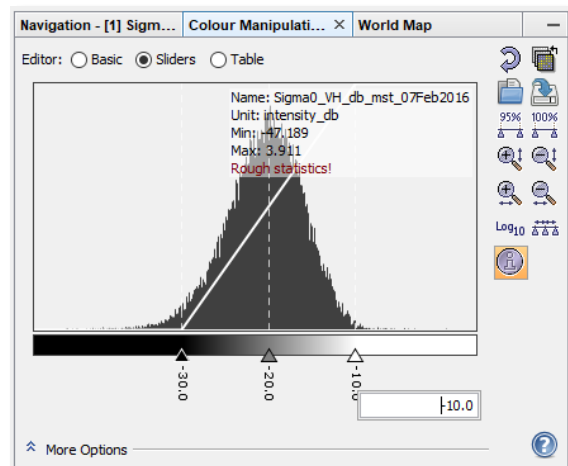 Navigation - [1] Sigm... Colour Manipulati... × World Map
Editor: Basic Sliders Table
Name: Sigma0_VH_db_mst_07Feb2016
Unit: intensity_db
Min: -47.189
Max: 3.911
Rough statistics!
95% 100%
Log10
-30.0 -20.0 -10.0
-10.0
More Options